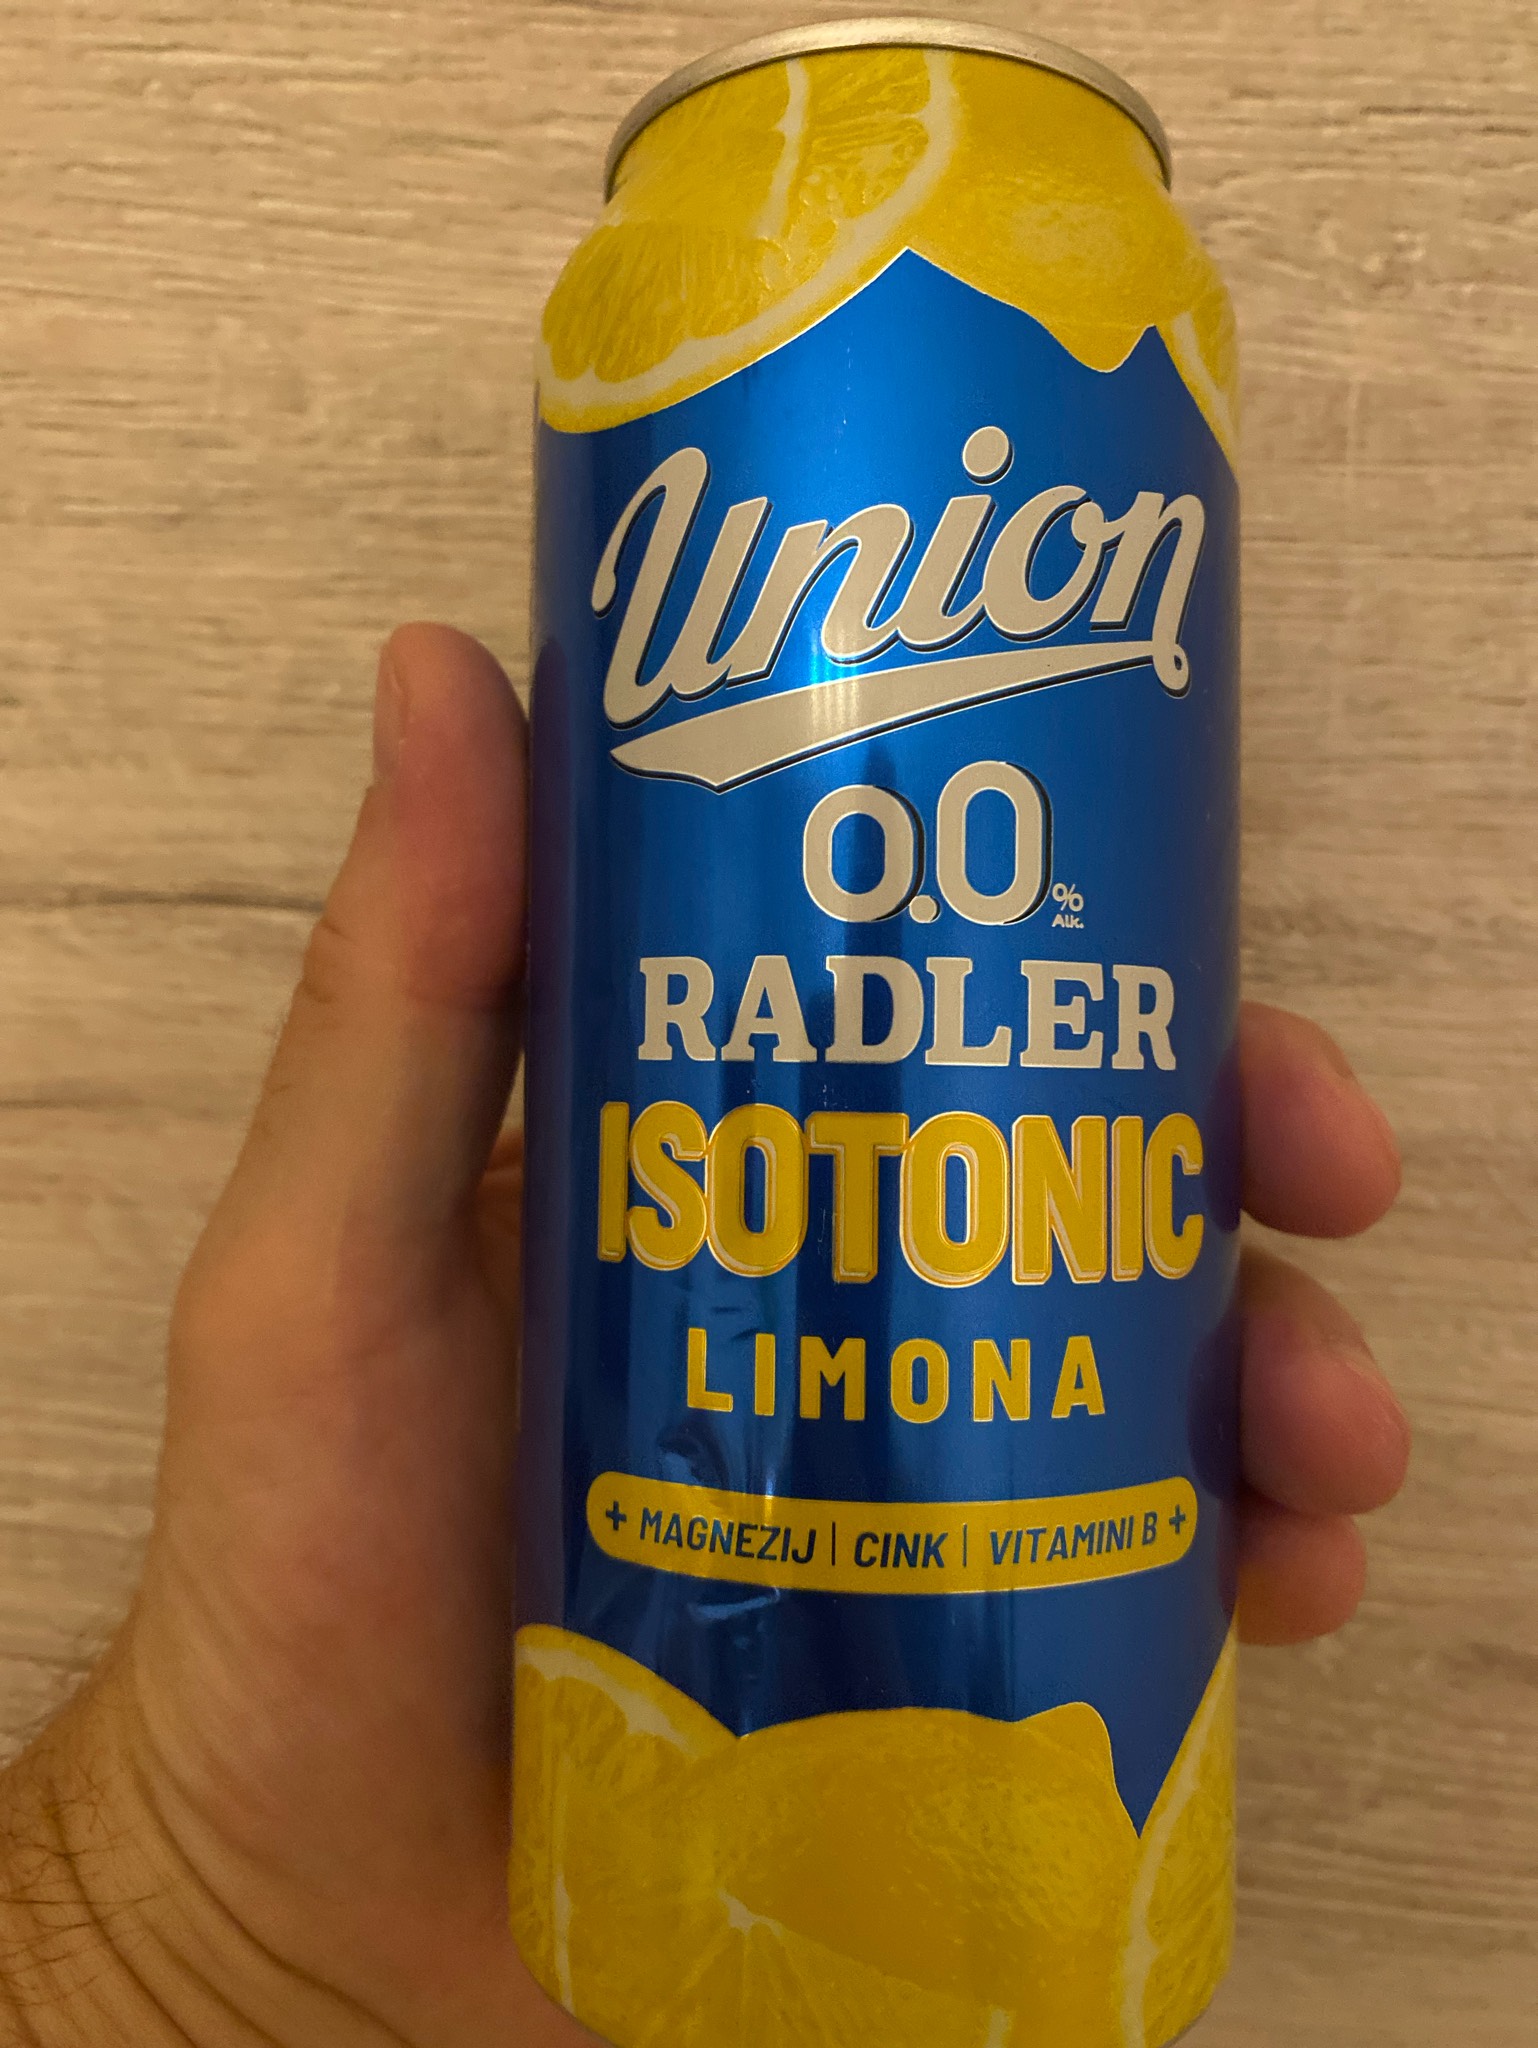 Union
0.0% Alk.
RADLER
ISOTONIC
LIMONA
+ MAGNEZIJ | CINK | VITAMINI B +